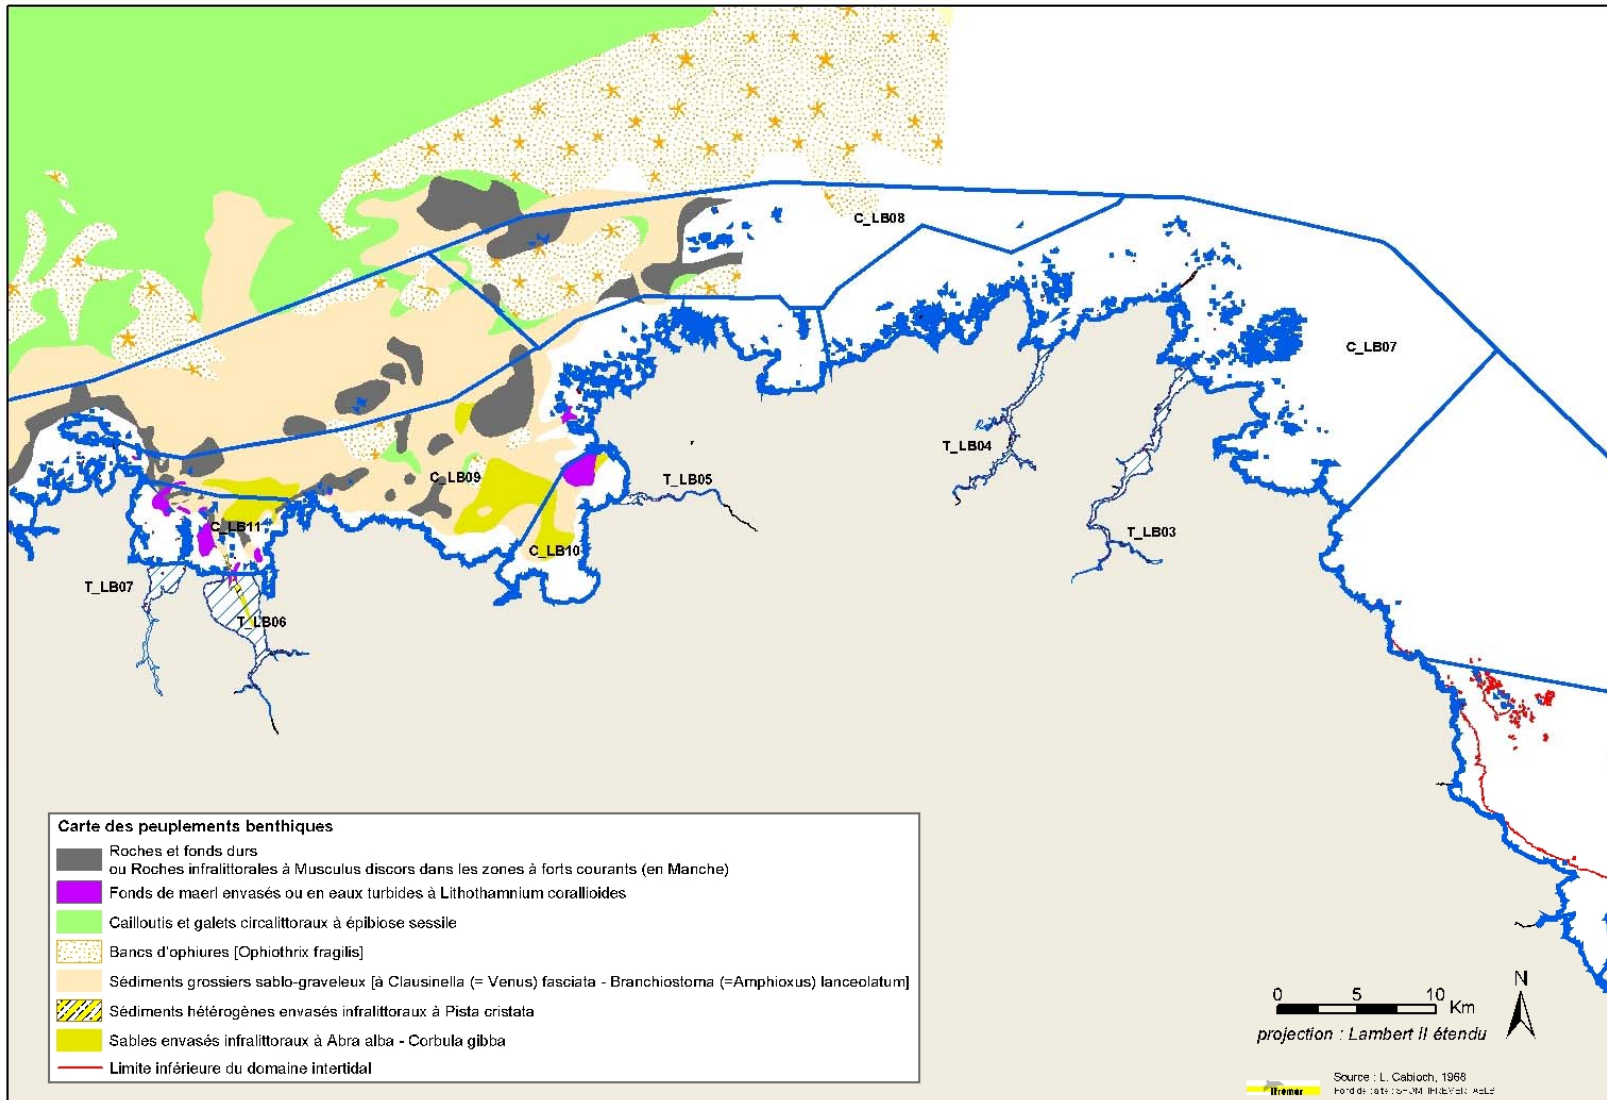 C_LB08
C_LB07
T_LB04
C_LB09
T_LB05
C_LB11
T_LB03
C_LB10
T_LB07
T_LB06
Carte des peuplements benthiques
Roches et fonds durs
ou Roches infralittorales à Musculus discors dans les zones à forts courants (en Manche)
Fonds de maerl envasés ou en eaux turbides à Lithothamnium corallioides
Cailloutis et galets circalittoraux à épibiose sessile
Bancs d'ophiures [Ophiothrix fragilis]
Sédiments grossiers sablo-graveleux [à Clausinella (= Venus) fasciata - Branchiostoma (=Amphioxus) lanceolatum]
Sédiments hétérogènes envasés infralittoraux à Pista cristata
Sables envasés infralittoraux à Abra alba - Corbula gibba
Limite inférieure du domaine intertidal
N
0 5 10 Km
projection : Lambert II étendu
Source : L. Cabioch, 1968
Ifremer